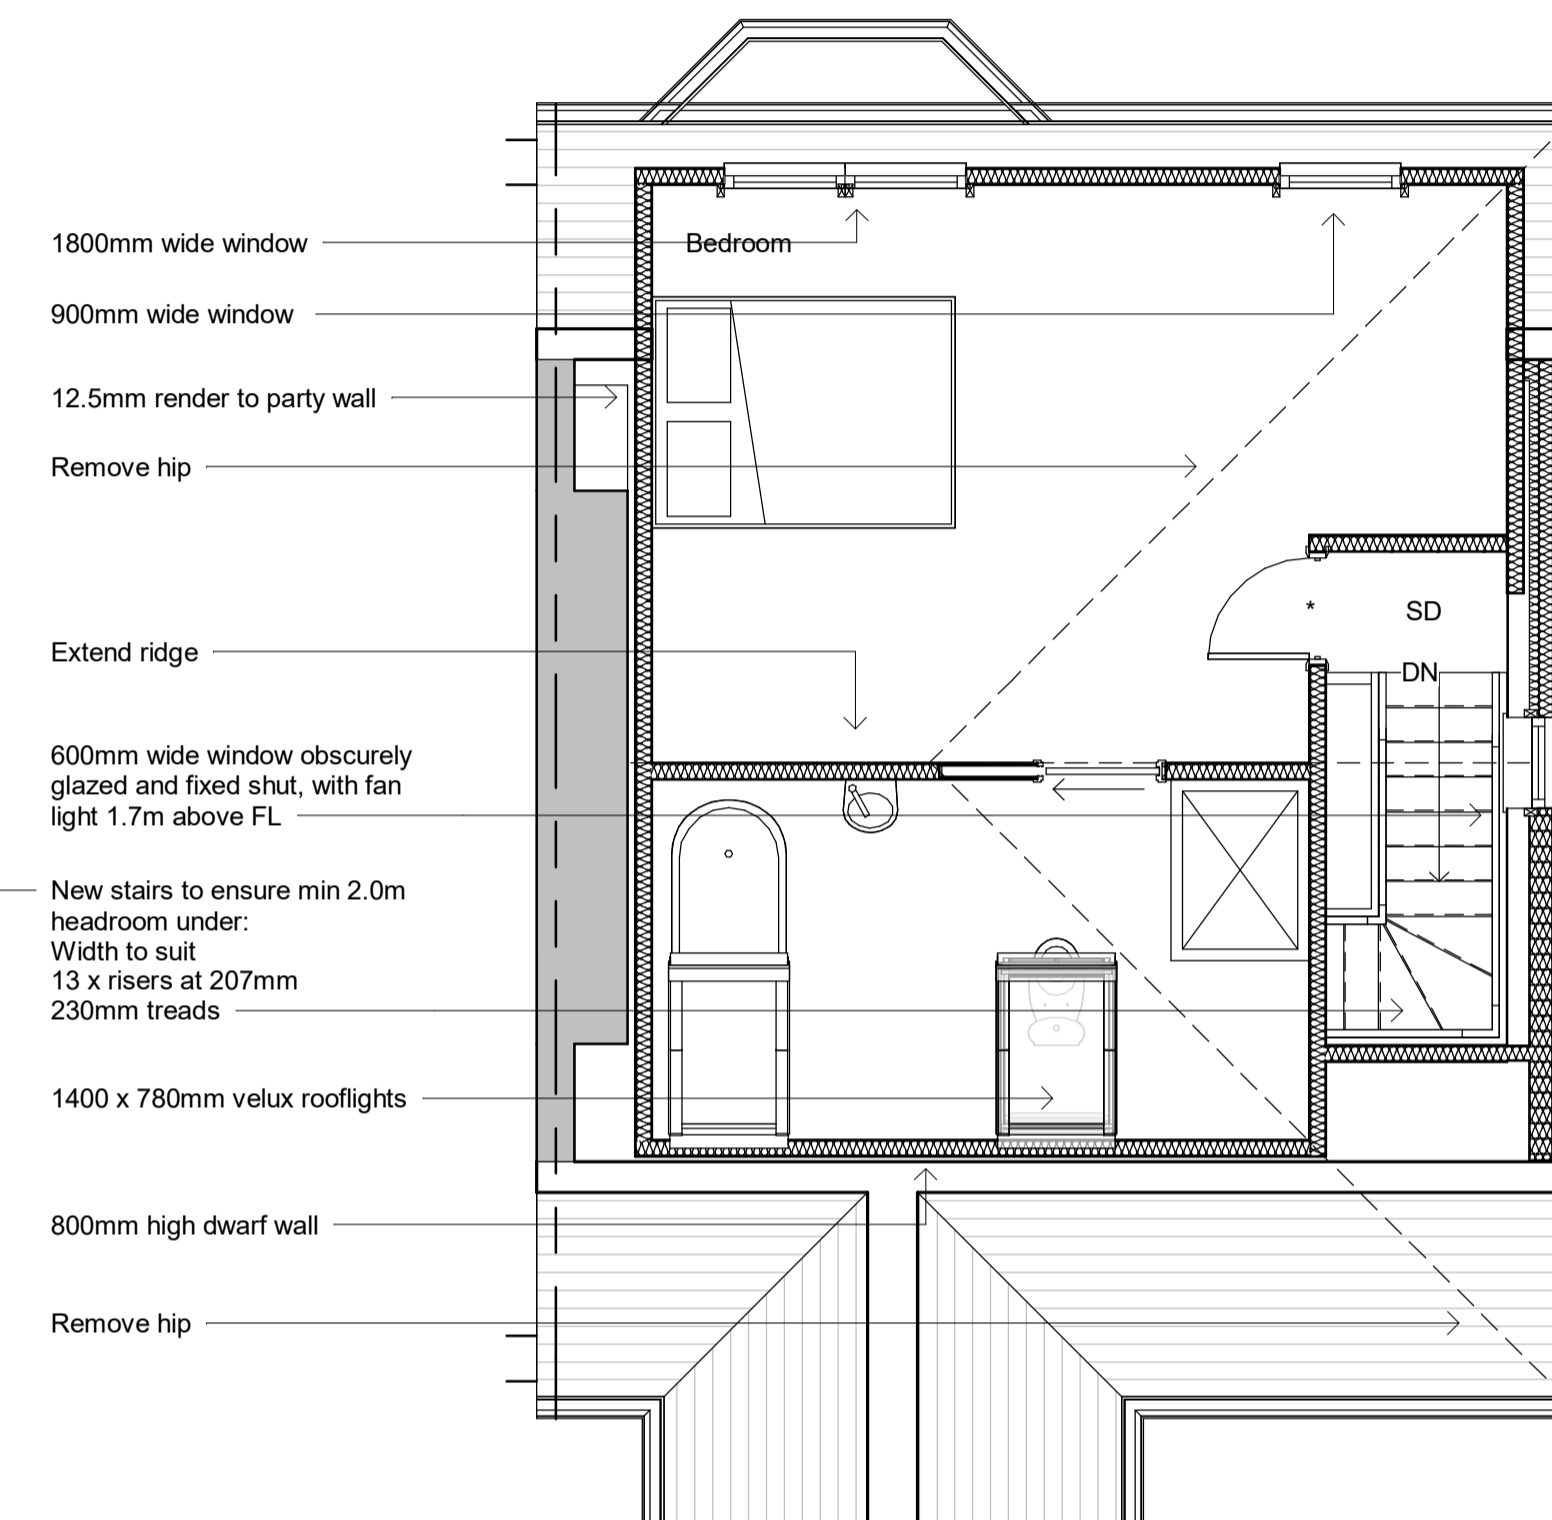 1800mm wide window
Bedroom
900mm wide window
12.5mm render to party wall
Remove hip
Extend ridge
* SD
DN
600mm wide window obscurely
glazed and fixed shut, with fan
light 1.7m above FL
New stairs to ensure min 2.0m
headroom under:
Width to suit
13 x risers at 207mm
230mm treads
1400 x 780mm velux rooflights
800mm high dwarf wall
Remove hip